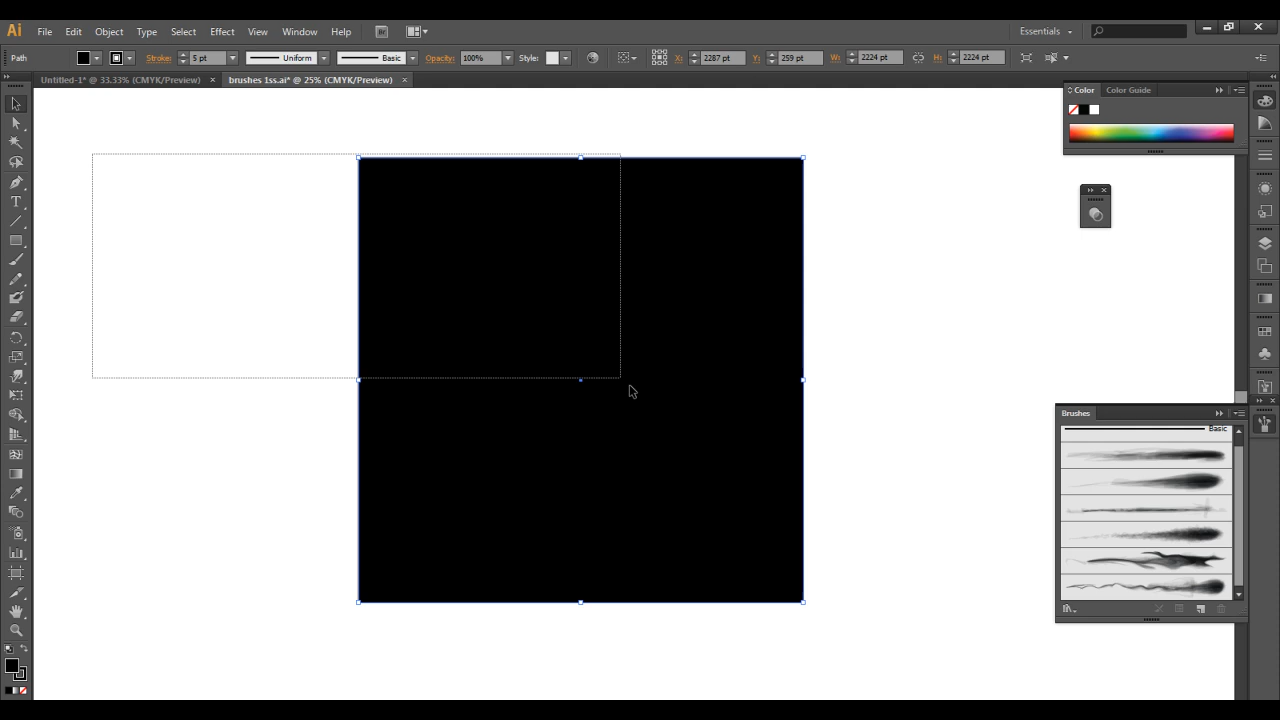 Ai File Edit Object Type Select Effect View Window Help Br Essentials
Path Stroke: 5 pt Uniform Basic Opacity: 100% Style: X: 2287 pt Y: 259 pt W: 2224 pt H: 2224 pt
Untitled-1* @ 33.33% (CMYK/Preview) × brushes 1ss.ai* @ 25% (CMYK/Preview) ×
Color Color Guide
T
Brushes
Basic